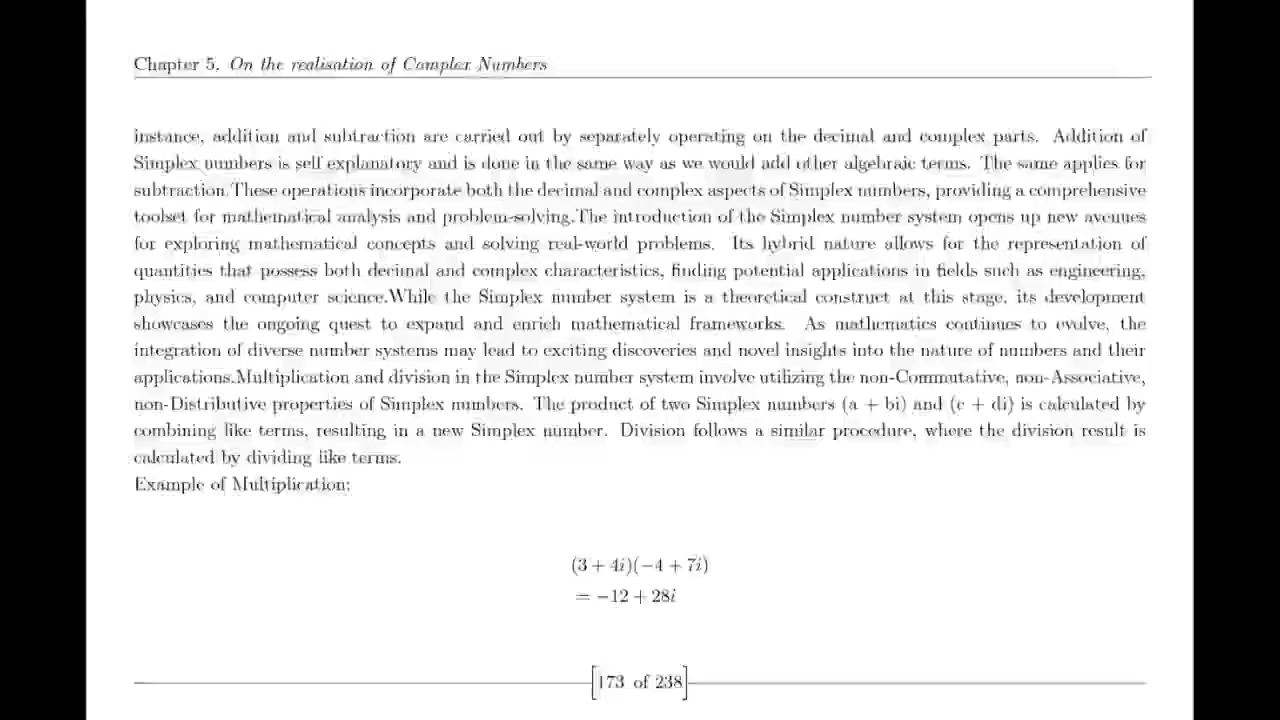 Chapter 5. On the realisation of Complex Numbers
instance, addition and subtraction are carried out by separately operating on the decimal and complex parts. Addition of
Simplex numbers is self explanatory and is done in the same way as we would add other algebraic terms. The same applies for
subtraction.These operations incorporate both the decimal and complex aspects of Simplex numbers, providing a comprehensive
toolset for mathematical analysis and problem-solving.The introduction of the Simplex number system opens up new avenues
for exploring mathematical concepts and solving real-world problems. Its hybrid nature allows for the representation of
quantities that possess both decimal and complex characteristics, finding potential applications in fields such as engineering,
physics, and computer science.While the Simplex number system is a theoretical construct at this stage, its development
showcases the ongoing quest to expand and enrich mathematical frameworks. As mathematics continues to evolve, the
integration of diverse number systems may lead to exciting discoveries and novel insights into the nature of numbers and their
applications.Multiplication and division in the Simplex number system involve utilizing the non-Commutative, non-Associative,
non-Distributive properties of Simplex numbers. The product of two Simplex numbers (a + bi) and (c + di) is calculated by
combining like terms, resulting in a new Simplex number. Division follows a similar procedure, where the division result is
calculated by dividing like terms.
Example of Multiplication:
(3 + 4i)(−4 + 7i)
= −12 + 28i
[173 of 238]